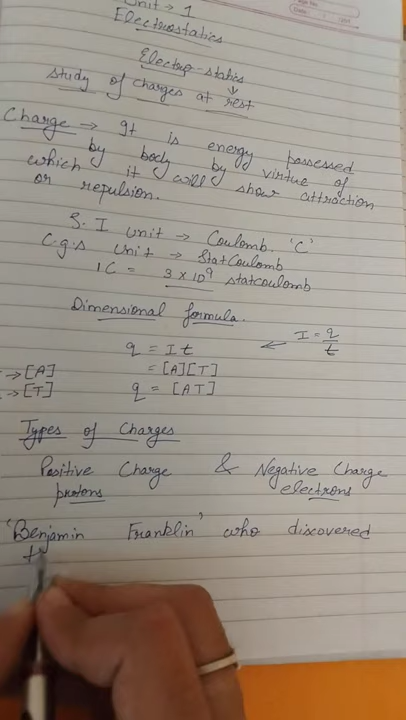 Unit → 1
Electrostatics
Electro-statics
↓
study of charges at rest
Charge → It is energy possessed
by body by virtue of
which it will show attraction
or repulsion.
S. I unit → Coulomb. 'C'
C.g.s unit → StatCoulomb
1C = 3 x 10⁹ statcoulomb
Dimensional formula.
q = It ← I = q/t
→ [A] = [A][T]
→ [T] q = [AT]
Types of Charges
Positive Charge & Negative Charge
protons electrons
'Benjamin Franklin' who discovered